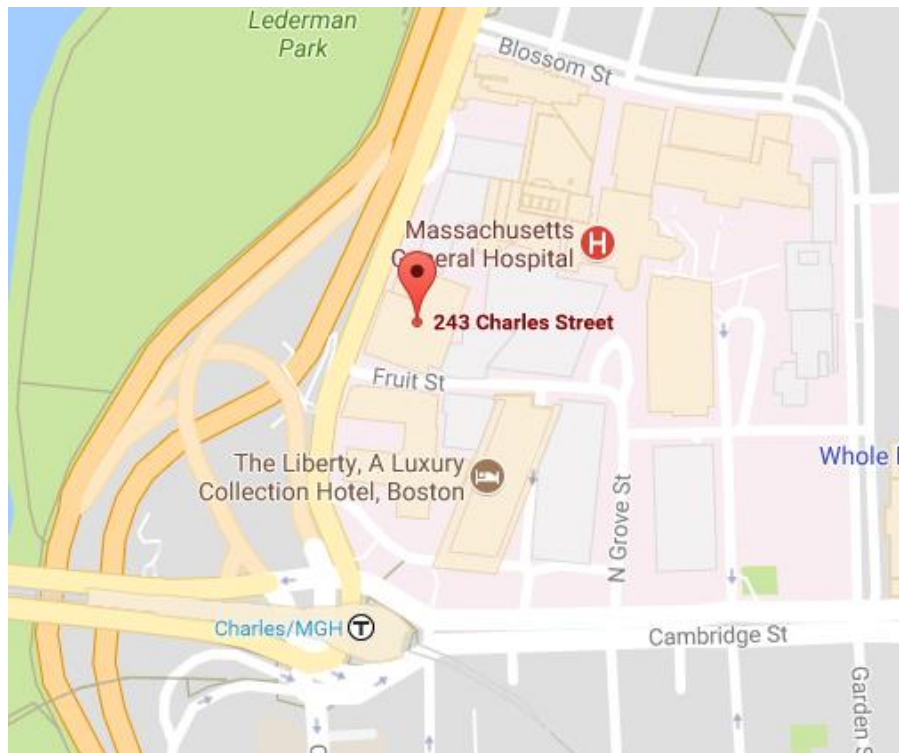 Lederman
Park
Blossom St
Massachusetts
General Hospital
H
243 Charles Street
Fruit St
The Liberty, A Luxury
Collection Hotel, Boston
Whole
N Grove St
Charles/MGH T
Cambridge St
Garden S